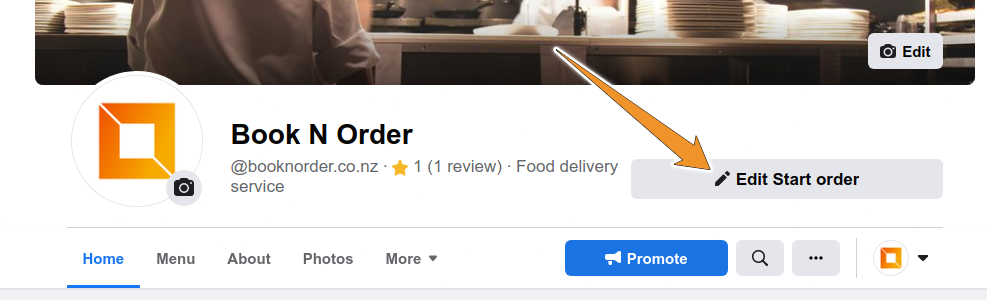 Edit
Book N Order
@booknorder.co.nz · ⭐ 1 (1 review) · Food delivery
service
Edit Start order
Home Menu About Photos More Promote